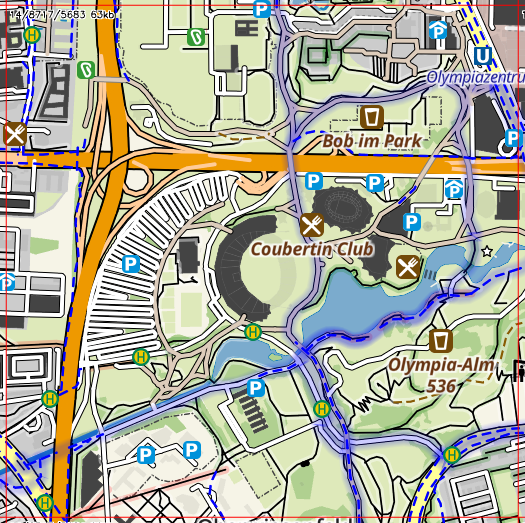 14/8717/5683 63kb
P
H
P
U
Olympiazentru
Bob im Park
P
P
P
P
P
Coubertin Club
P
P
H
H
Olympia-Alm
536
P
H
H
P
P
H
H